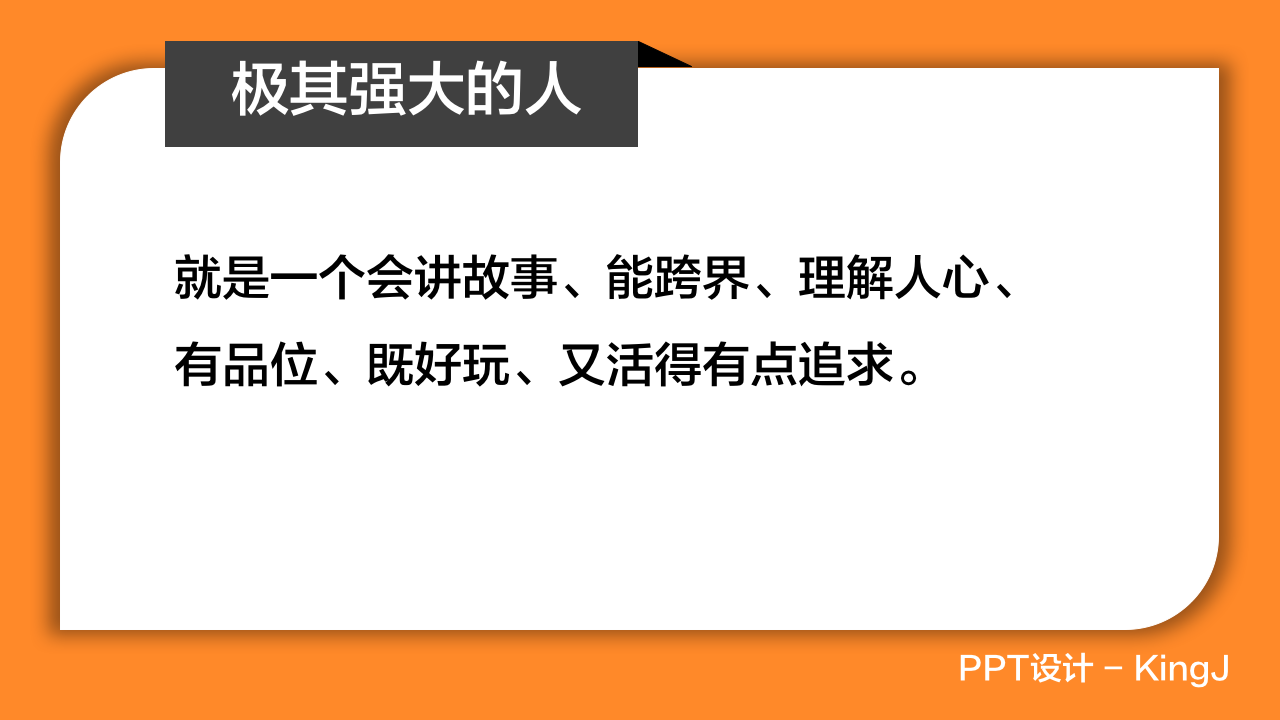 极其强大的人
就是一个会讲故事、能跨界、理解人心、
有品位、既好玩、又活得有点追求。
PPT设计 – KingJ